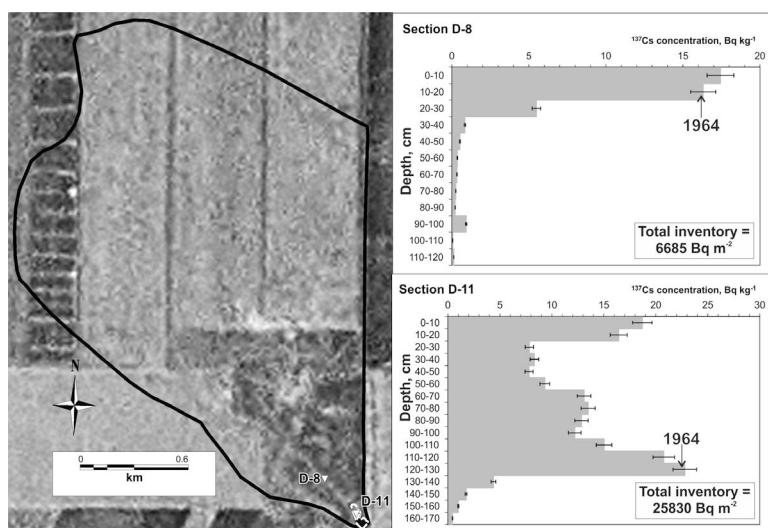 N
0 0.6
km
D-8
D-11
Section D-8
¹³⁷Cs concentration, Bq kg⁻¹
0 5 10 15 20
Depth, cm
0-10
10-20
20-30
30-40
40-50
50-60
60-70
70-80
80-90
90-100
100-110
110-120
1964
Total inventory =
6685 Bq m⁻²
Section D-11
¹³⁷Cs concentration, Bq kg⁻¹
0 5 10 15 20 25 30
Depth, cm
0-10
10-20
20-30
30-40
40-50
50-60
60-70
70-80
80-90
90-100
100-110
110-120
120-130
130-140
140-150
150-160
160-170
1964
Total inventory =
25830 Bq m⁻²